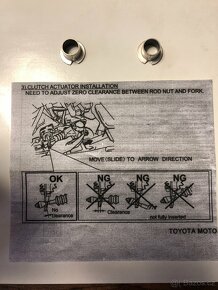 3) CLUTCH ACTUATOR INSTALLATION
NEED TO ADJUST ZERO CLEARANCE BETWEEN ROD NUT AND FORK.
MOVE (SLIDE) TO ARROW DIRECTION
OK NG NG NG
No clearance
Clearance
not fully inserted
TOYOTA MOTO